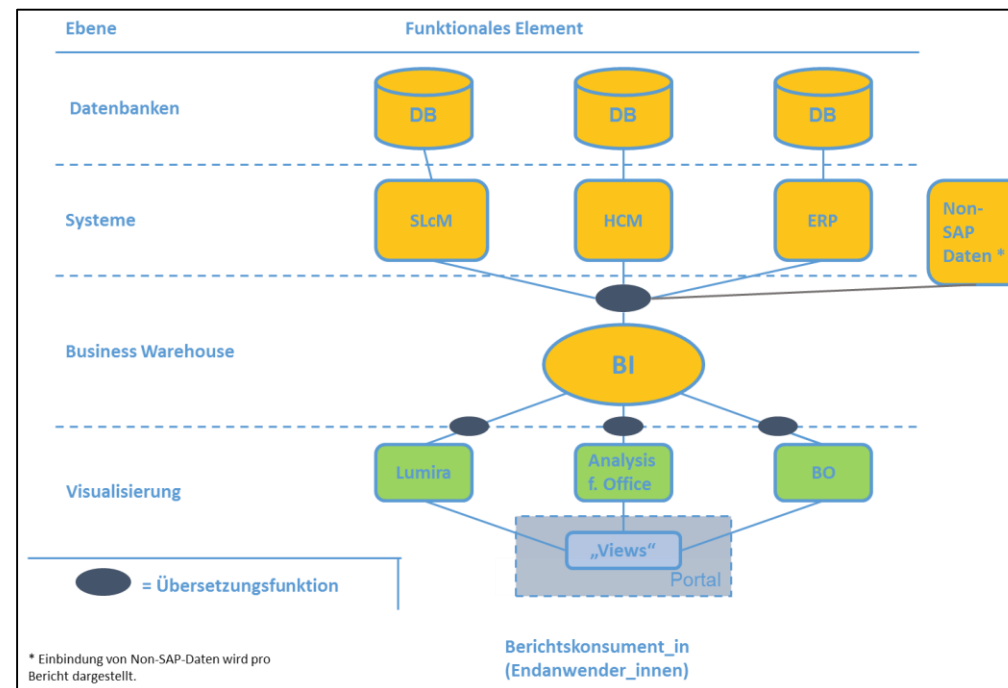 Ebene Funktionales Element
Datenbanken
DB DB DB
Systeme
SLcM HCM ERP
Non-
SAP
Daten *
Business Warehouse
BI
Visualisierung
Lumira
Analysis
f. Office
BO
„Views“
Portal
= Übersetzungsfunktion
* Einbindung von Non-SAP-Daten wird pro
Bericht dargestellt.
Berichtskonsument_in
(Endanwender_innen)